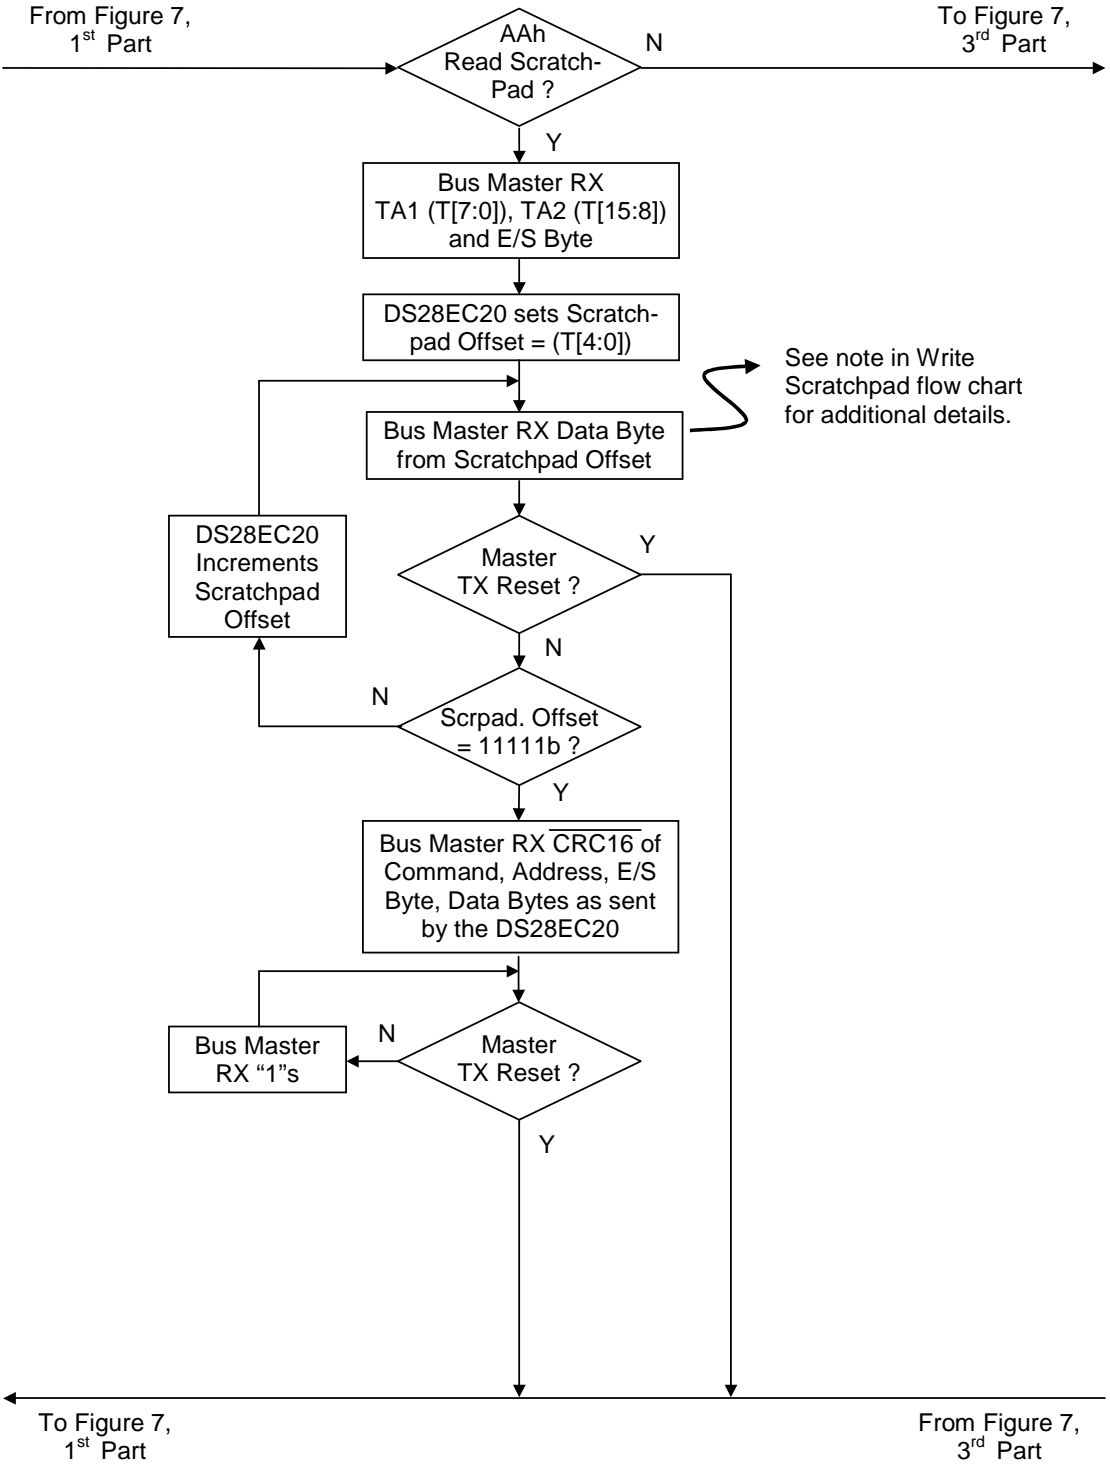 From Figure 7,
1st Part
To Figure 7,
3rd Part
AAh
Read Scratch-
Pad ?
N
Y
Bus Master RX
TA1 (T[7:0]), TA2 (T[15:8])
and E/S Byte
DS28EC20 sets Scratch-
pad Offset = (T[4:0])
See note in Write
Scratchpad flow chart
for additional details.
Bus Master RX Data Byte
from Scratchpad Offset
DS28EC20
Increments
Scratchpad
Offset
Master
TX Reset ?
Y
N
N
Scrpad. Offset
= 11111b ?
Y
Bus Master RX CRC16 of
Command, Address, E/S
Byte, Data Bytes as sent
by the DS28EC20
Bus Master
RX “1”s
N
Master
TX Reset ?
Y
To Figure 7,
1st Part
From Figure 7,
3rd Part